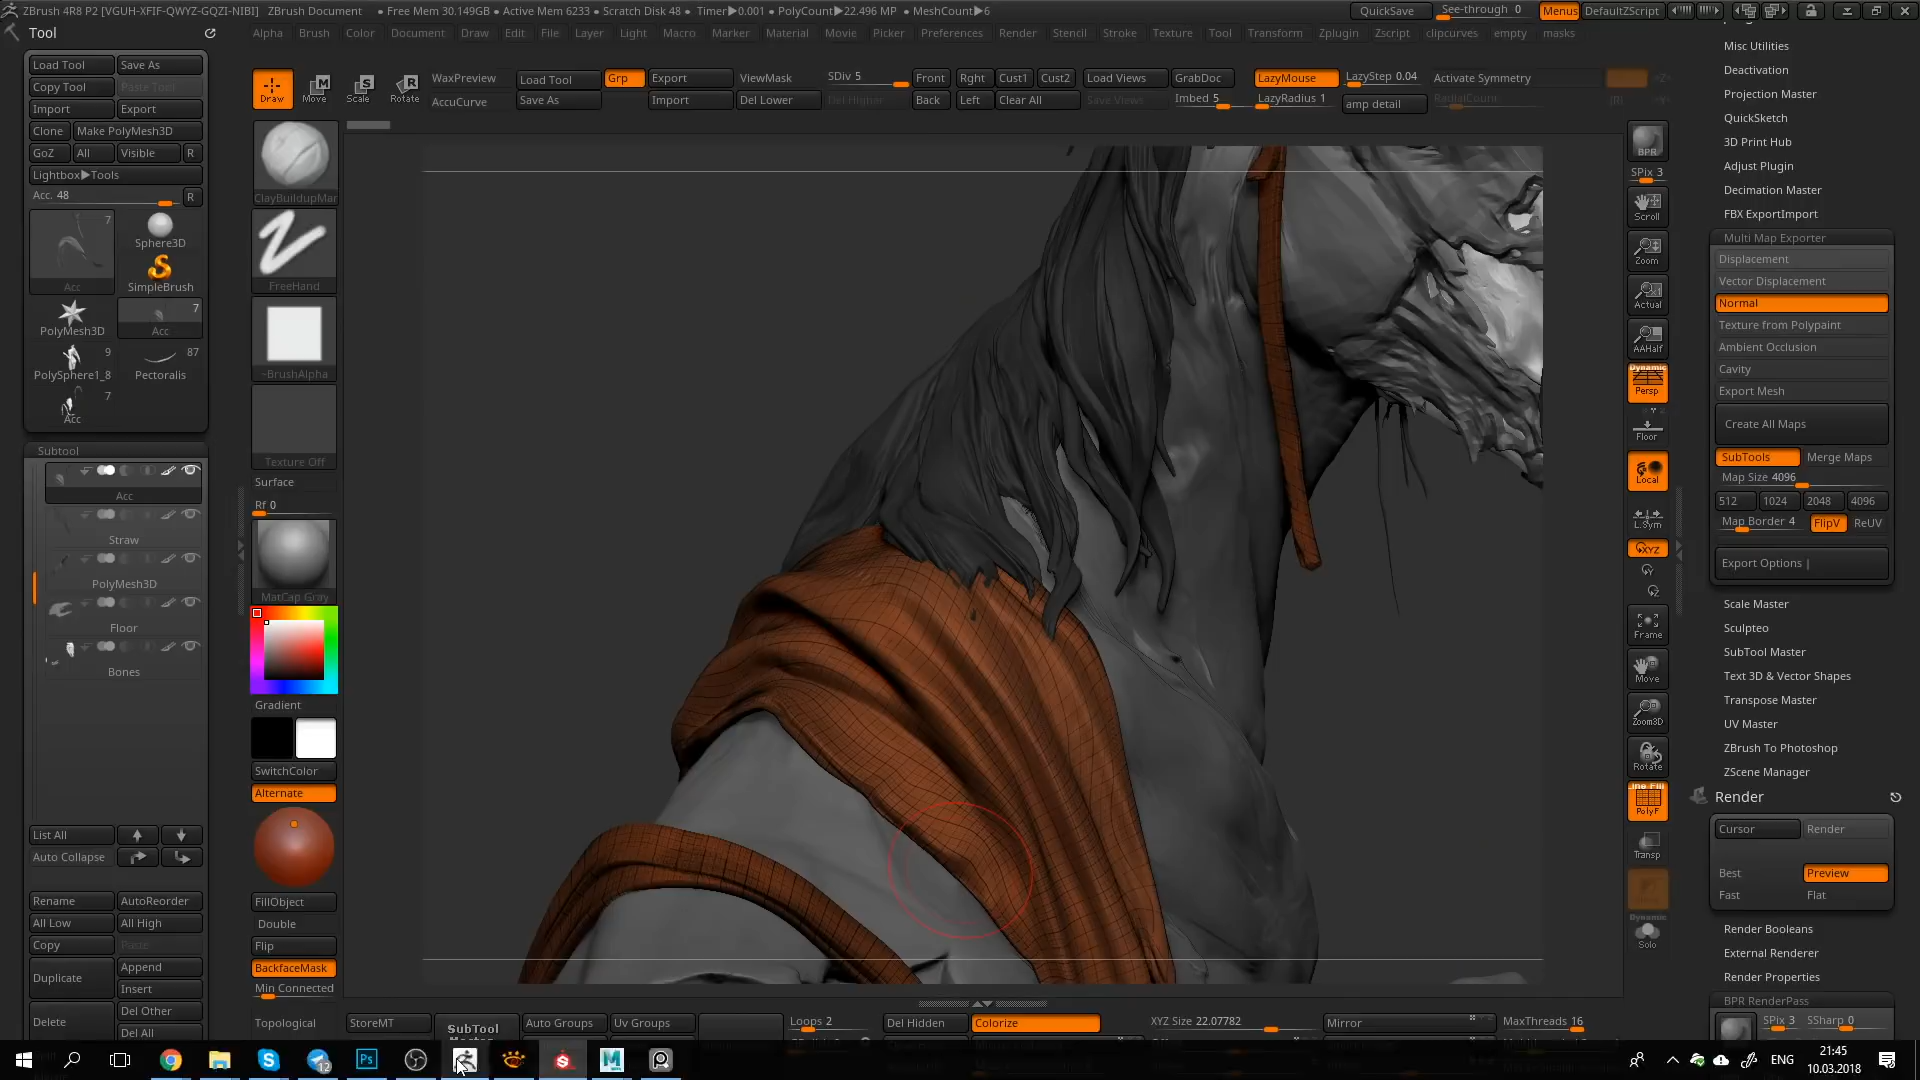 ZBrush 4R8 P2 [VGUH-XFIF-QWYZ-GQZI-NIBI] ZBrush Document • Free Mem 30.149GB • Active Mem 6233 • Scratch Disk 48 • Timer▶0.001 • PolyCount▶22.496 MP • MeshCount▶6 QuickSave See-through 0 Menus DefaultZScript
Tool
Alpha Brush Color Document Draw Edit File Layer Light Macro Marker Material Movie Picker Preferences Render Stencil Stroke Texture Tool Transform Zplugin Zscript clipcurves empty masks
Load Tool Save As
Copy Tool Paste Tool
Import Export
Clone Make PolyMesh3D
GoZ All Visible R
Lightbox▶Tools
Acc. 48 R
7
Acc
Sphere3D
SimpleBrush
PolyMesh3D
7
Acc
9
PolySphere1_8
87
Pectoralis
7
Acc
Subtool
Acc
Straw
PolyMesh3D
Floor
Bones
List All
Auto Collapse
Rename AutoReorder
All Low All High
Copy Paste
Duplicate Append
Insert
Delete Del Other
Del All
Draw Move Scale Rotate
WaxPreview
AccuCurve
Load Tool Grp Export ViewMask
Save As Import Del Lower
SDiv 5
Del Higher
Front Rght Cust1 Cust2 Load Views GrabDoc
Back Left Clear All Save Views Imbed 5
LazyMouse LazyStep 0.04 Activate Symmetry
LazyRadius 1 amp detail RadialCount (R)
ClayBuildupMar
FreeHand
~BrushAlpha
Texture Off
Surface
Rf 0
MatCap Gray
Gradient
SwitchColor
Alternate
FillObject
Double
Flip
BackfaceMask
Min Connected
Topological
BPR
SPix 3
Scroll
Zoom
Actual
AAHalf
Dynamic
Persp
Floor
Local
L.Sym
XYZ
Frame
Move
Zoom3D
Rotate
Line Fill
PolyF
Transp
Dynamic
Solo
Misc Utilities
Deactivation
Projection Master
QuickSketch
3D Print Hub
Adjust Plugin
Decimation Master
FBX ExportImport
Multi Map Exporter
Displacement
Vector Displacement
Normal
Texture from Polypaint
Ambient Occlusion
Cavity
Export Mesh
Create All Maps
SubTools Merge Maps
Map Size 4096
512 1024 2048 4096
Map Border 4 FlipV ReUV
Export Options |
Scale Master
Sculpteo
SubTool Master
Text 3D & Vector Shapes
Transpose Master
UV Master
ZBrush To Photoshop
ZScene Manager
Render
Cursor Render
Best Preview
Fast Flat
Render Booleans
External Renderer
Render Properties
BPR RenderPass
SPix 3 SSharp 0
StoreMT SubTool Auto Groups Uv Groups Loops 2 Del Hidden Colorize XYZ Size 22.07782 Mirror MaxThreads 16
Ps
12
ENG
21:45
10.03.2018